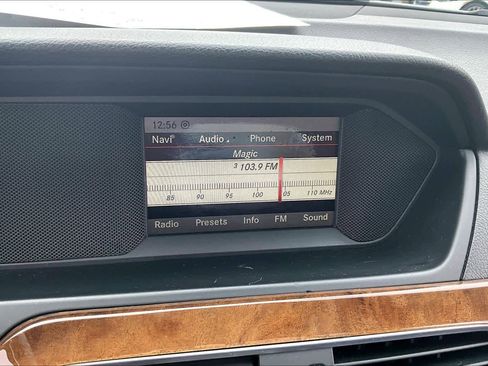 12:56
Navi Audio Phone System
Magic
3 103.9 FM
85 90 95 100 105 110 MHz
Radio Presets Info FM Sound